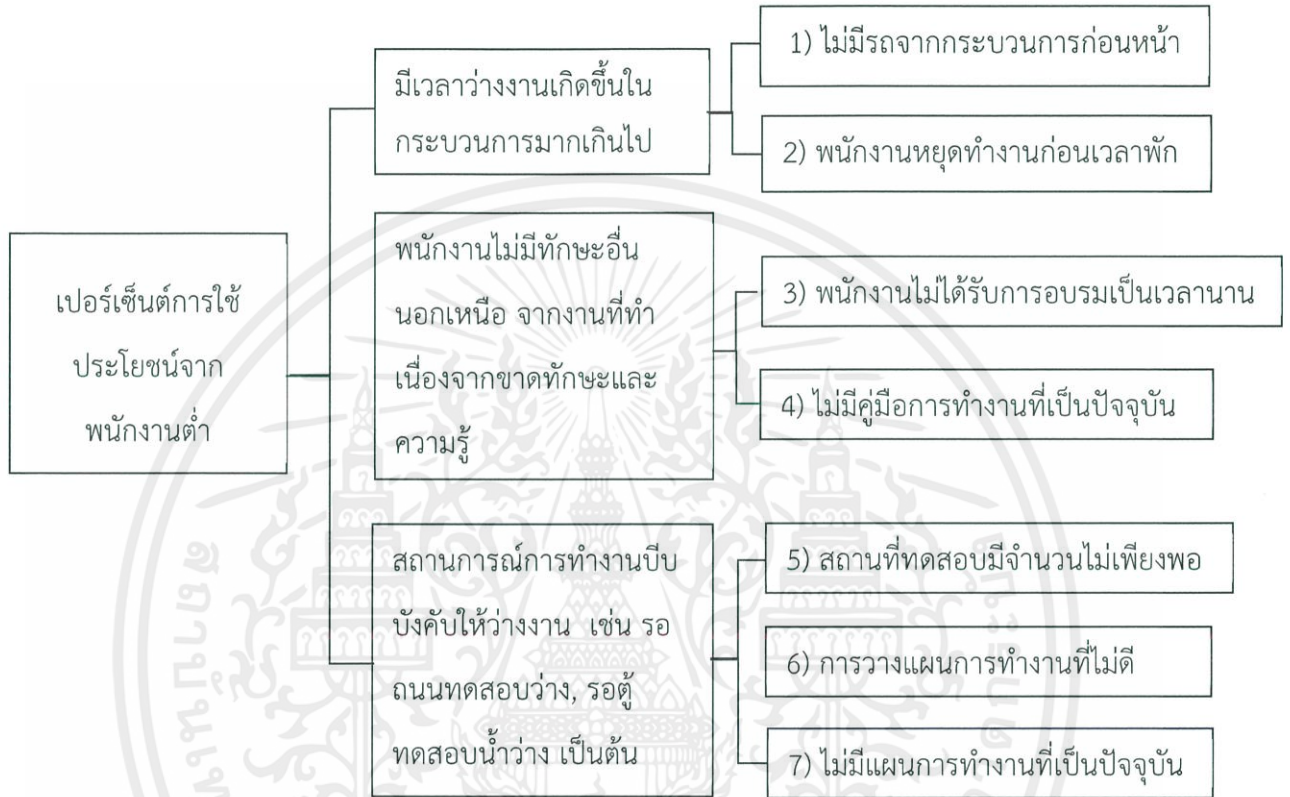 เปอร์เซ็นต์การใช้
ประโยชน์จาก
พนักงานต่ำ
มีเวลาว่างงานเกิดขึ้นใน
กระบวนการมากเกินไป
1) ไม่มีรถจากกระบวนการก่อนหน้า
2) พนักงานหยุดทำงานก่อนเวลาพัก
พนักงานไม่มีทักษะอื่น
นอกเหนือ จากงานที่ทำ
เนื่องจากขาดทักษะและ
ความรู้
3) พนักงานไม่ได้รับการอบรมเป็นเวลานาน
4) ไม่มีคู่มือการทำงานที่เป็นปัจจุบัน
สถานการณ์การทำงานบีบ
บังคับให้ว่างงาน เช่น รอ
ถนนทดสอบว่าง, รอตู้
ทดสอบน้ำว่าง เป็นต้น
5) สถานที่ทดสอบมีจำนวนไม่เพียงพอ
6) การวางแผนการทำงานที่ไม่ดี
7) ไม่มีแผนการทำงานที่เป็นปัจจุบัน